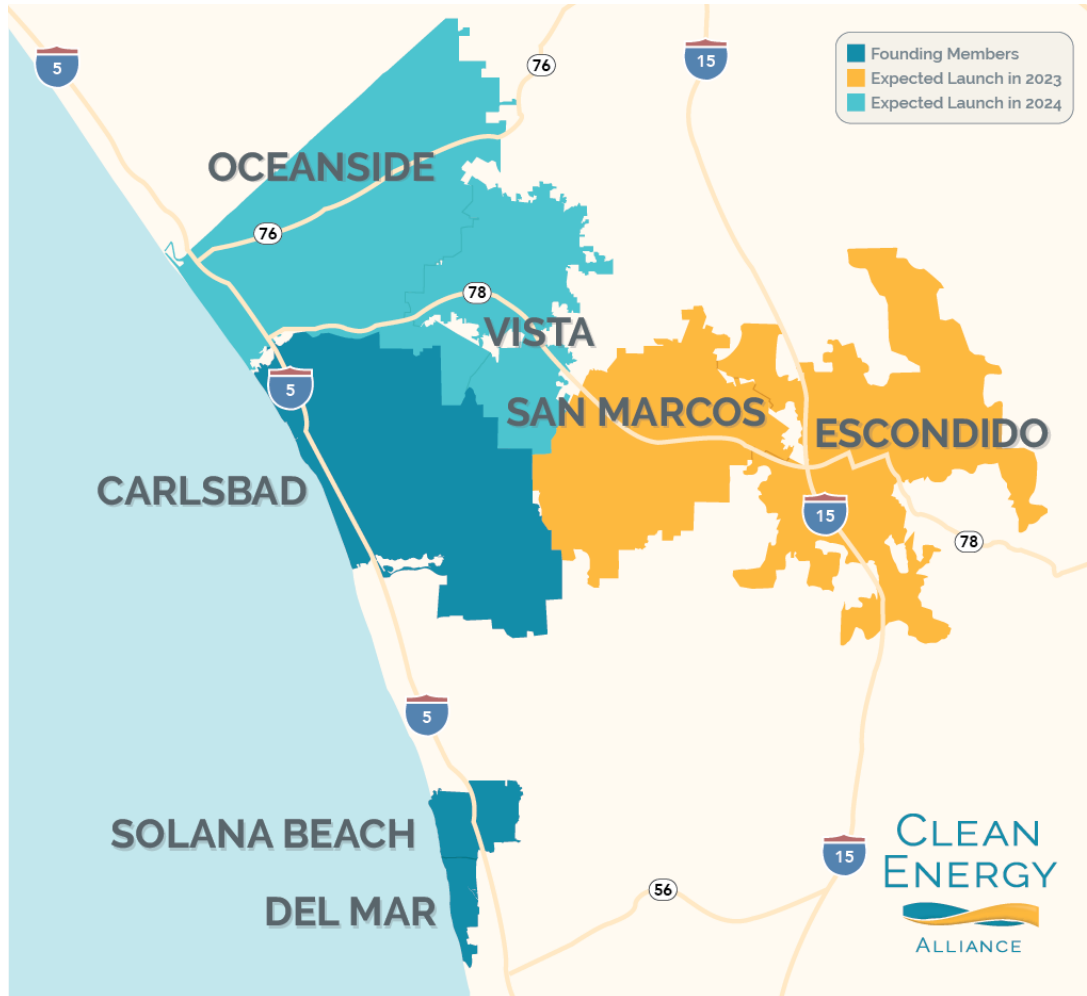 Founding Members
Expected Launch in 2023
Expected Launch in 2024
5
76
15
OCEANSIDE
76
78
VISTA
5
SAN MARCOS
ESCONDIDO
CARLSBAD
15
78
5
SOLANA BEACH
15
DEL MAR
56
CLEAN
ENERGY
ALLIANCE